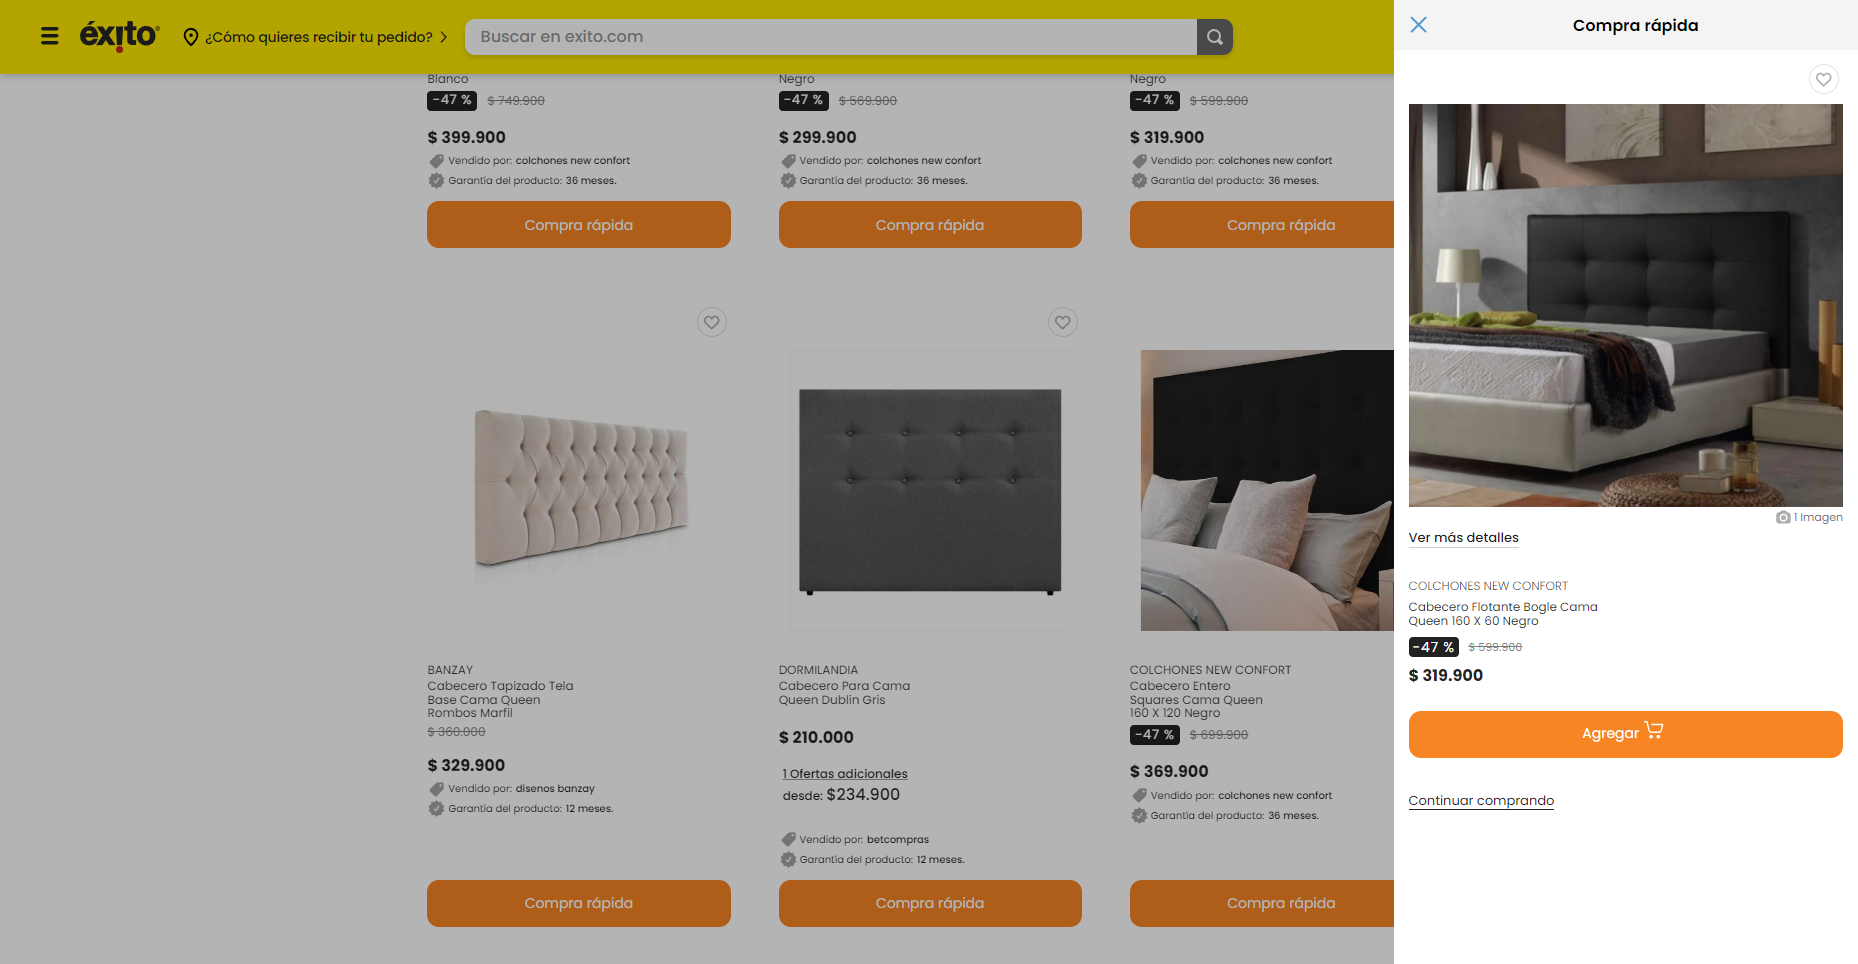 éxito
¿Cómo quieres recibir tu pedido?
Buscar en exito.com
Blanco
-47 % $ 749.900
$ 399.900
Vendido por: colchones new confort
Garantía del producto: 36 meses.
Compra rápida
Negro
-47 % $ 569.900
$ 299.900
Vendido por: colchones new confort
Garantía del producto: 36 meses.
Compra rápida
Negro
-47 % $ 599.900
$ 319.900
Vendido por: colchones new confort
Garantía del producto: 36 meses.
Compra rápida
BANZAY
Cabecero Tapizado Tela
Base Cama Queen
Rombos Marfil
$ 360.000
$ 329.900
Vendido por: disenos banzay
Garantía del producto: 12 meses.
Compra rápida
DORMILANDIA
Cabecero Para Cama
Queen Dublin Gris
$ 210.000
1 Ofertas adicionales
desde: $234.900
Vendido por: betcompras
Garantía del producto: 12 meses.
Compra rápida
COLCHONES NEW CONFORT
Cabecero Entero
Squares Cama Queen
160 X 120 Negro
-47 % $ 699.900
$ 369.900
Vendido por: colchones new confort
Garantía del producto: 36 meses.
Compra rápida
Compra rápida
1 Imagen
Ver más detalles
COLCHONES NEW CONFORT
Cabecero Flotante Bogle Cama
Queen 160 X 60 Negro
-47 % $ 599.900
$ 319.900
Agregar
Continuar comprando